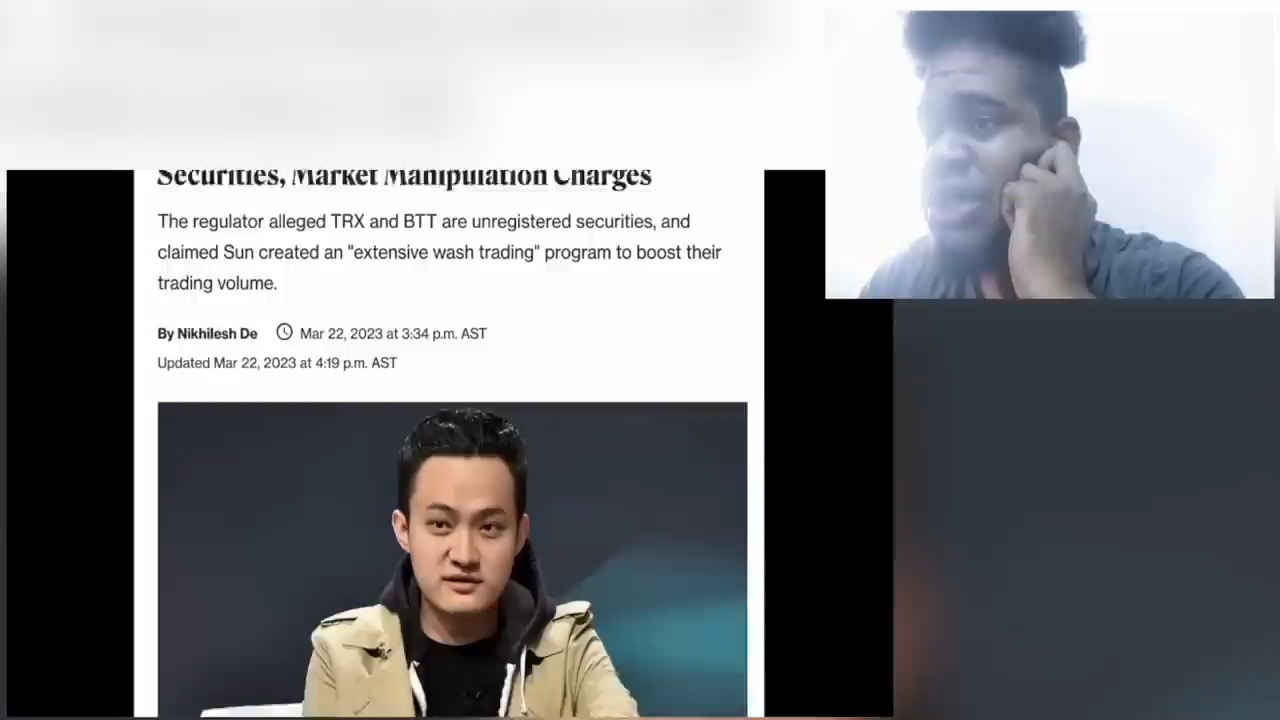 Securities, Market Manipulation Charges
The regulator alleged TRX and BTT are unregistered securities, and
claimed Sun created an "extensive wash trading" program to boost their
trading volume.
By Nikhilesh De Mar 22, 2023 at 3:34 p.m. AST
Updated Mar 22, 2023 at 4:19 p.m. AST